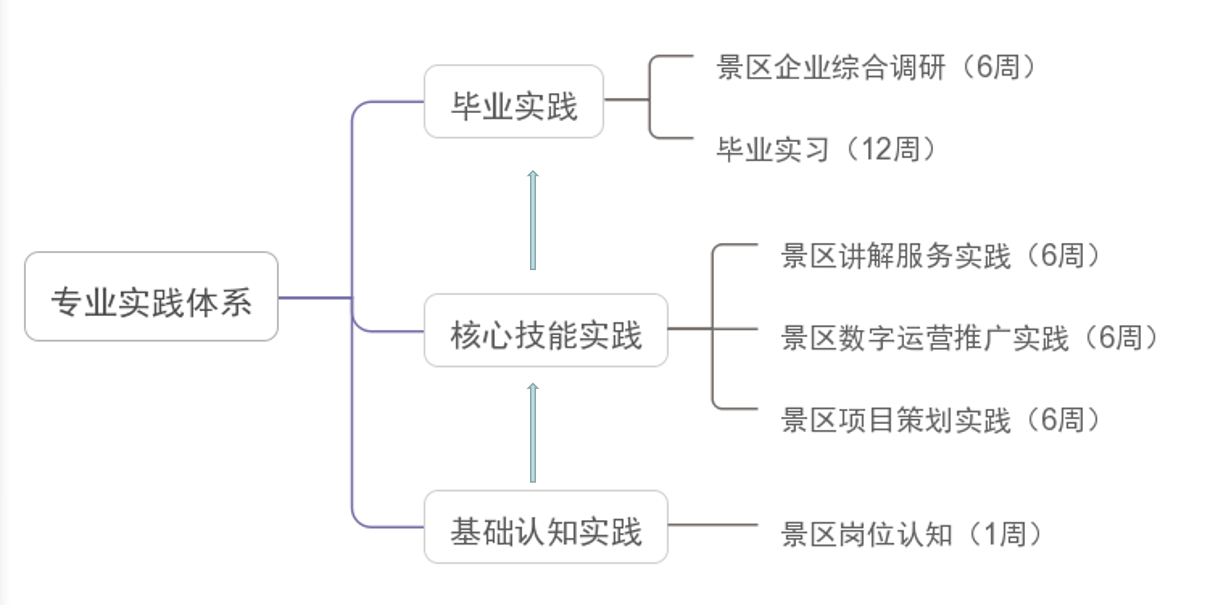 专业实践体系
毕业实践
景区企业综合调研（6周）
毕业实习（12周）
核心技能实践
景区讲解服务实践（6周）
景区数字运营推广实践（6周）
景区项目策划实践（6周）
基础认知实践
景区岗位认知（1周）